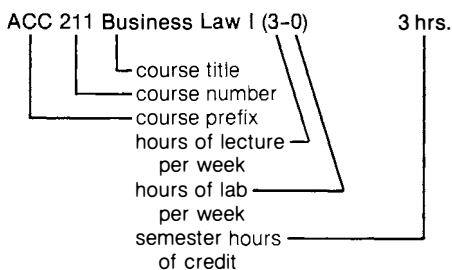 ACC 211 Business Law I (3-0) 3 hrs.
course title
course number
course prefix
hours of lecture
per week
hours of lab
per week
semester hours
of credit